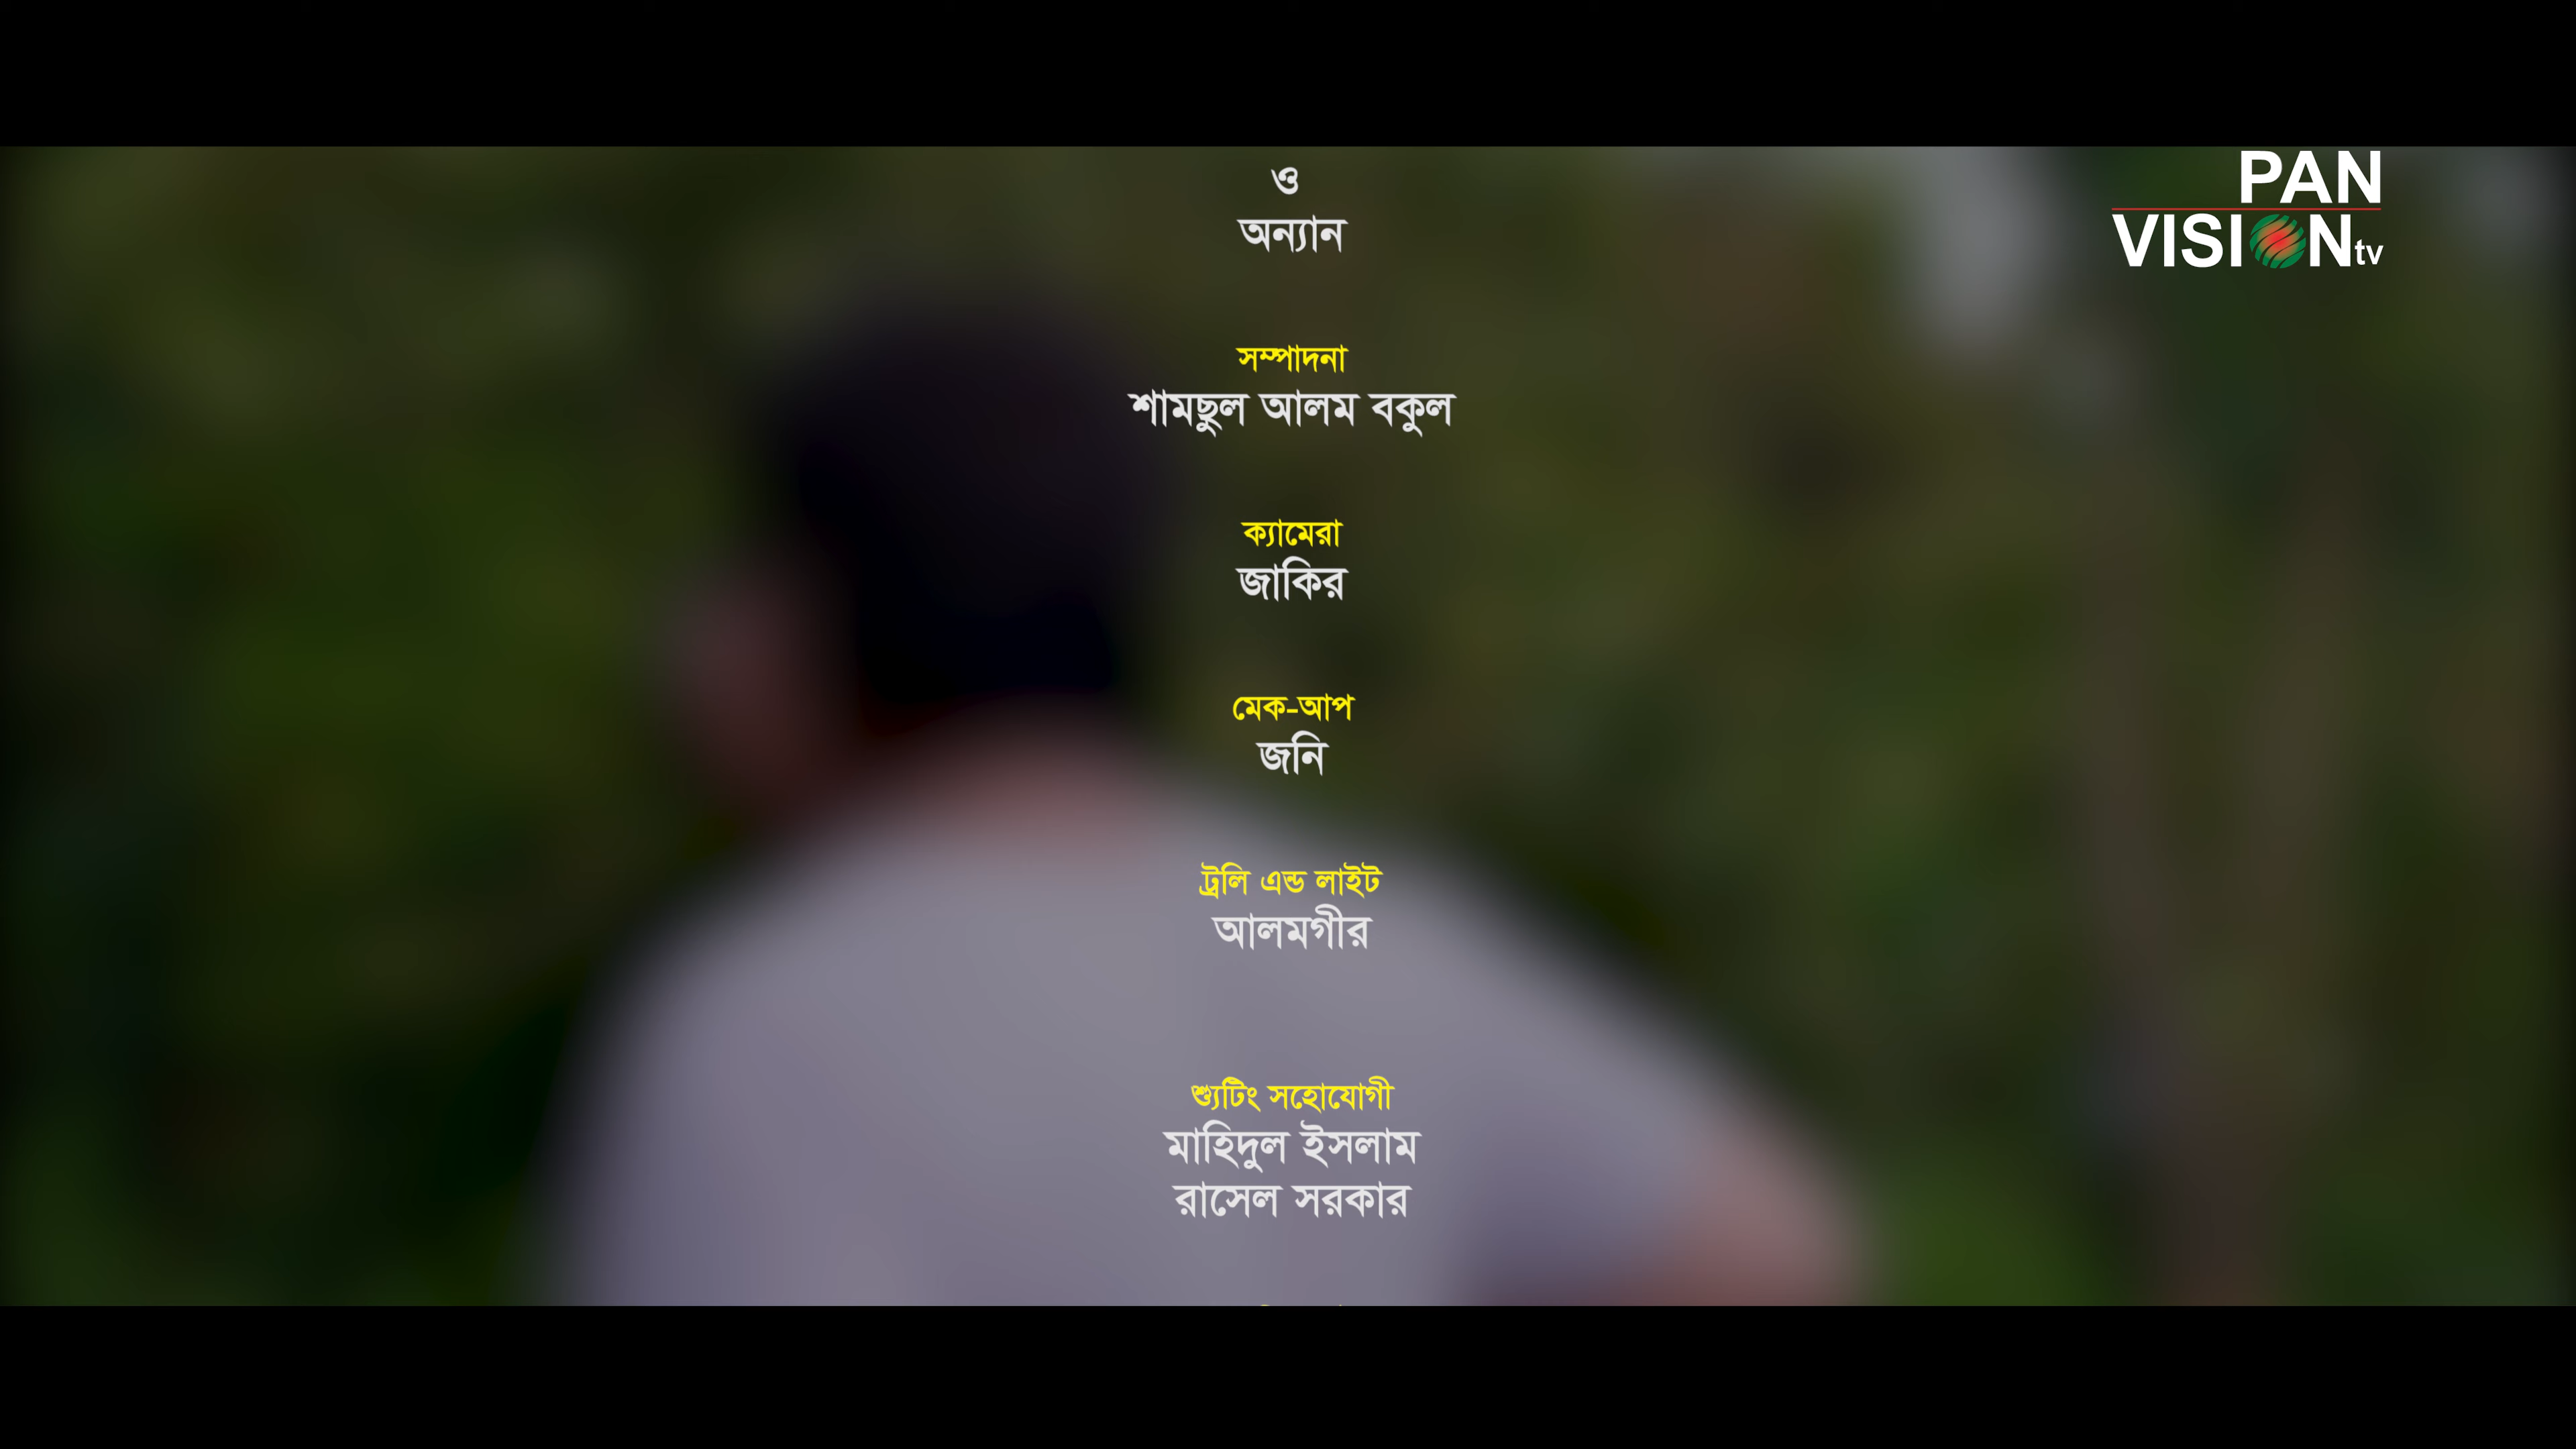 PAN
VISION tv
ও
অন্যান
সম্পাদনা
শামছুল আলম বকুল
ক্যামেরা
জাকির
মেক-আপ
জনি
ট্রলি এন্ড লাইট
আলমগীর
শ্যুটিং সহোযোগী
মাহিদুল ইসলাম
রাসেল সরকার